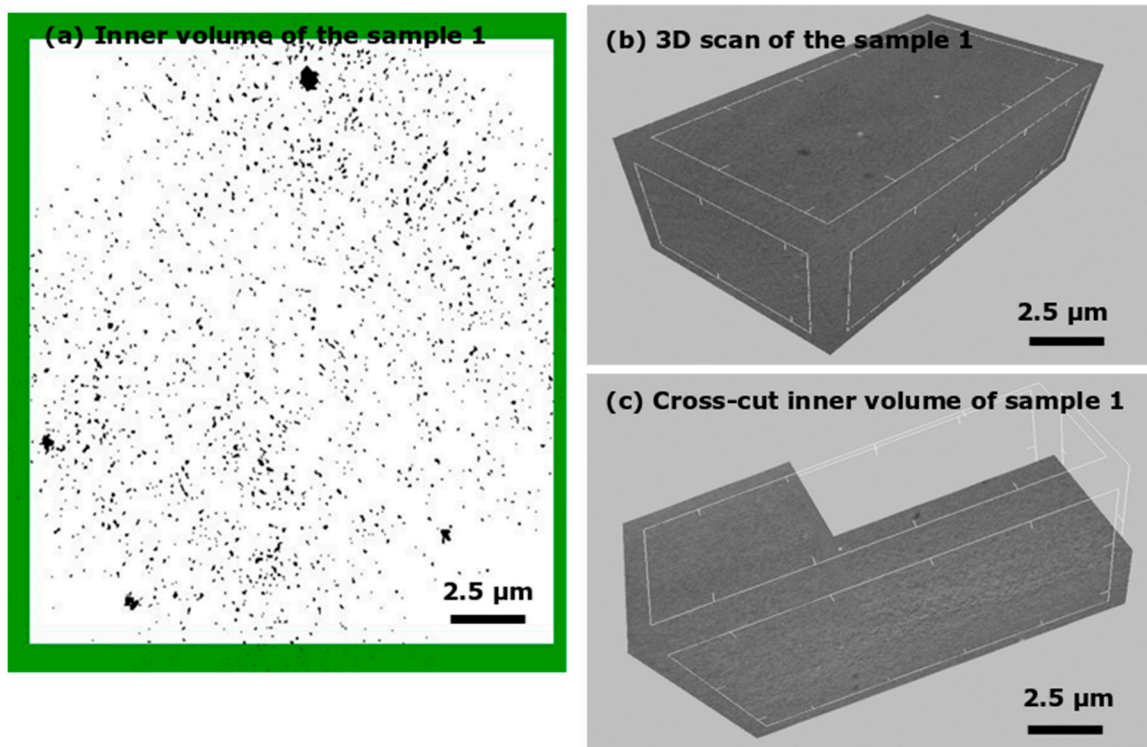 (a) Inner volume of the sample 1
2.5 µm
(b) 3D scan of the sample 1
2.5 µm
(c) Cross-cut inner volume of sample 1
2.5 µm